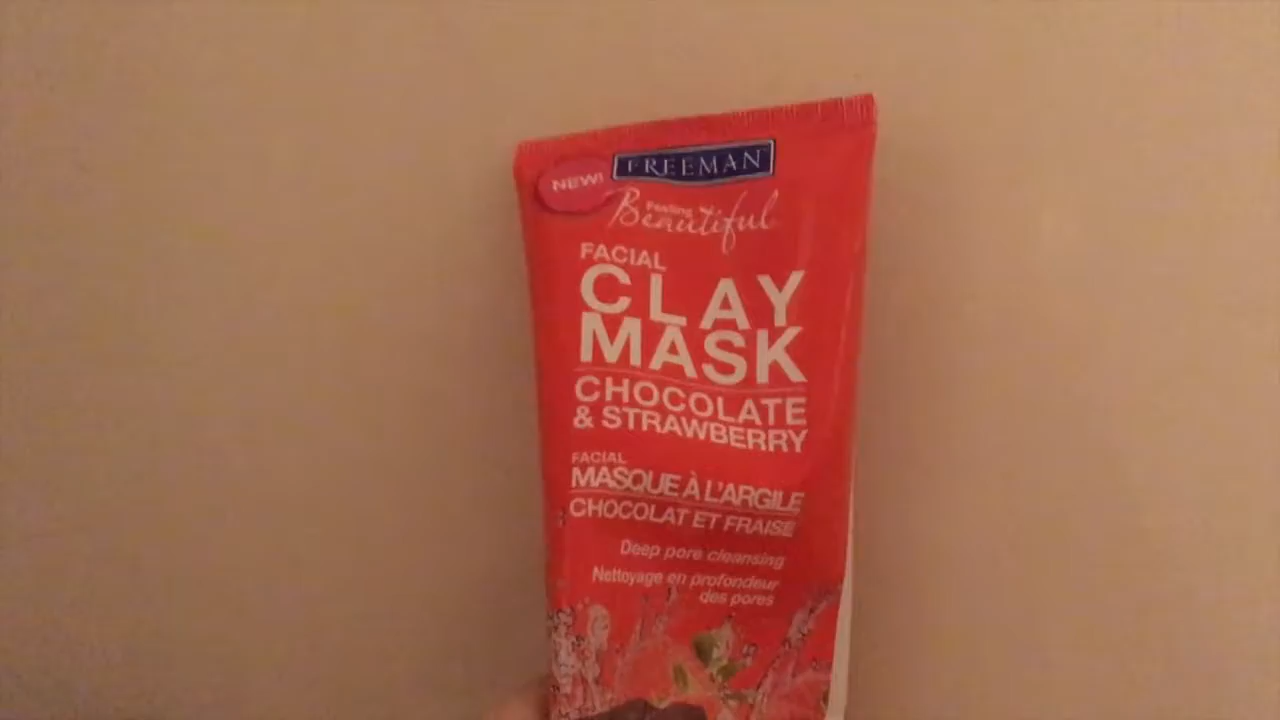 FREEMAN
NEW!
Feeling
Beautiful
FACIAL
CLAY
MASK
CHOCOLATE
& STRAWBERRY
FACIAL
MASQUE À L'ARGILE
CHOCOLAT ET FRAISE
Deep pore cleansing
Nettoyage en profondeur
des pores